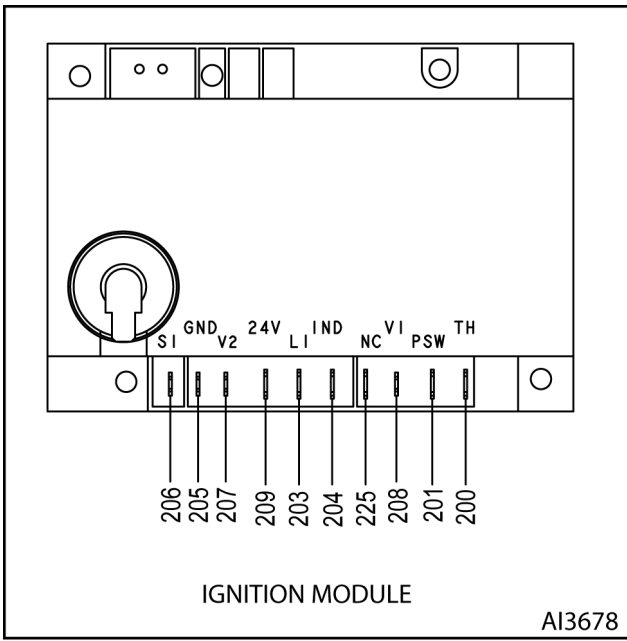 GND 24V IND VI TH
SI V2 LI NC PSW
206 205 207 209 203 204 225 208 201 200
IGNITION MODULE
AI3678